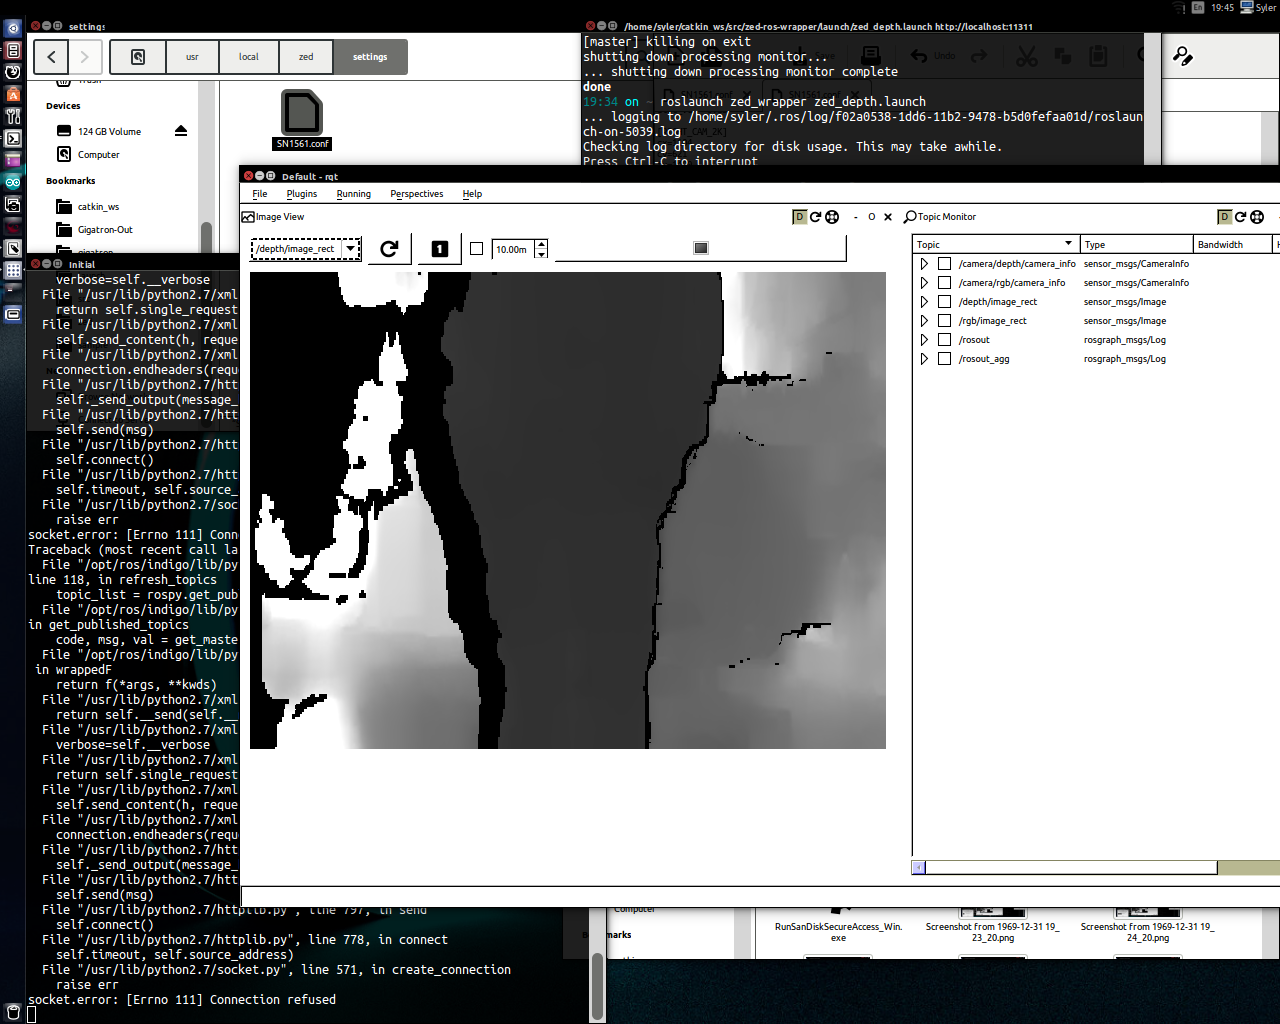 En 19:45 Syler
settings
usr local zed settings
Devices
124 GB Volume
Computer
Bookmarks
catkin_ws
Gigatron-Out
SN1561.conf
/home/syler/catkin_ws/src/zed-ros-wrapper/launch/zed_depth.launch http://localhost:11311
[master] killing on exit
shutting down processing monitor...
... shutting down processing monitor complete
done
19:34 on ~ roslaunch zed_wrapper zed_depth.launch
... logging to /home/syler/.ros/log/f02a0538-1dd6-11b2-9478-b5d0fefaa01d/roslaun
ch-on-5039.log
Checking log directory for disk usage. This may take awhile.
Press Ctrl-C to interrupt
Undo
Default - rqt
File Plugins Running Perspectives Help
Image View
D
- O
/depth/image_rect
1
10.00m
Topic Monitor
D
Topic Type Bandwidth H
/camera/depth/camera_info sensor_msgs/CameraInfo
/camera/rgb/camera_info sensor_msgs/CameraInfo
/depth/image_rect sensor_msgs/Image
/rgb/image_rect sensor_msgs/Image
/rosout rosgraph_msgs/Log
/rosout_agg rosgraph_msgs/Log
Initial
verbose=self.__verbose
File "/usr/lib/python2.7/xml
return self.single_request
File "/usr/lib/python2.7/xml
self.send_content(h, reque
File "/usr/lib/python2.7/xml
connection.endheaders(requ
File "/usr/lib/python2.7/htt
self._send_output(message_
File "/usr/lib/python2.7/htt
self.send(msg)
File "/usr/lib/python2.7/htt
self.connect()
File "/usr/lib/python2.7/htt
self.timeout, self.source_
File "/usr/lib/python2.7/soc
raise err
socket.error: [Errno 111] Conn
Traceback (most recent call la
File "/opt/ros/indigo/lib/py
line 118, in refresh_topics
topic_list = rospy.get_pub
File "/opt/ros/indigo/lib/py
in get_published_topics
code, msg, val = get_maste
File "/opt/ros/indigo/lib/py
in wrappedF
return f(*args, **kwds)
File "/usr/lib/python2.7/xml
return self.__send(self.__
File "/usr/lib/python2.7/xml
verbose=self.__verbose
File "/usr/lib/python2.7/xml
return self.single_request
File "/usr/lib/python2.7/xml
self.send_content(h, reque
File "/usr/lib/python2.7/xml
connection.endheaders(requ
File "/usr/lib/python2.7/htt
self._send_output(message_
File "/usr/lib/python2.7/htt
self.send(msg)
File "/usr/lib/python2.7/httplib.py", line 797, in send
self.connect()
File "/usr/lib/python2.7/httplib.py", line 778, in connect
self.timeout, self.source_address)
File "/usr/lib/python2.7/socket.py", line 571, in create_connection
raise err
socket.error: [Errno 111] Connection refused
Computer
marks
RunSanDiskSecureAccess_Win.
exe
Screenshot from 1969-12-31 19_
23_20.png
Screenshot from 1969-12-31 19_
24_20.png